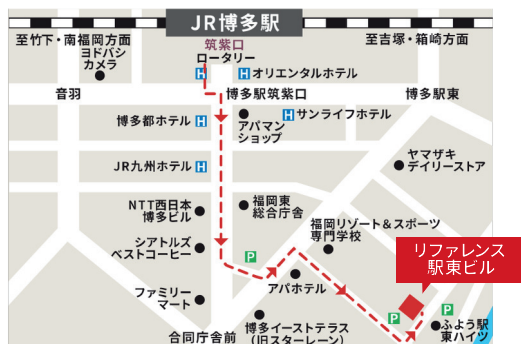 JR博多駅
至竹下・南福岡方面
筑紫口
至吉塚・箱崎方面
ヨドバシ
カメラ
ロータリー
H
H オリエンタルホテル
音羽
博多駅筑紫口
博多駅東
博多都ホテル H
アパマン
ショップ
H サンライフホテル
JR九州ホテル H
ヤマザキ
デイリーストア
NTT西日本
博多ビル
福岡東
総合庁舎
福岡リゾート＆スポーツ
専門学校
シアトルズ
ベストコーヒー
P
リファレンス
駅東ビル
アパホテル
ファミリー
マート
P
P
ふよう駅
東ハイツ
合同庁舎前
博多イーストテラス
（旧スターレーン）